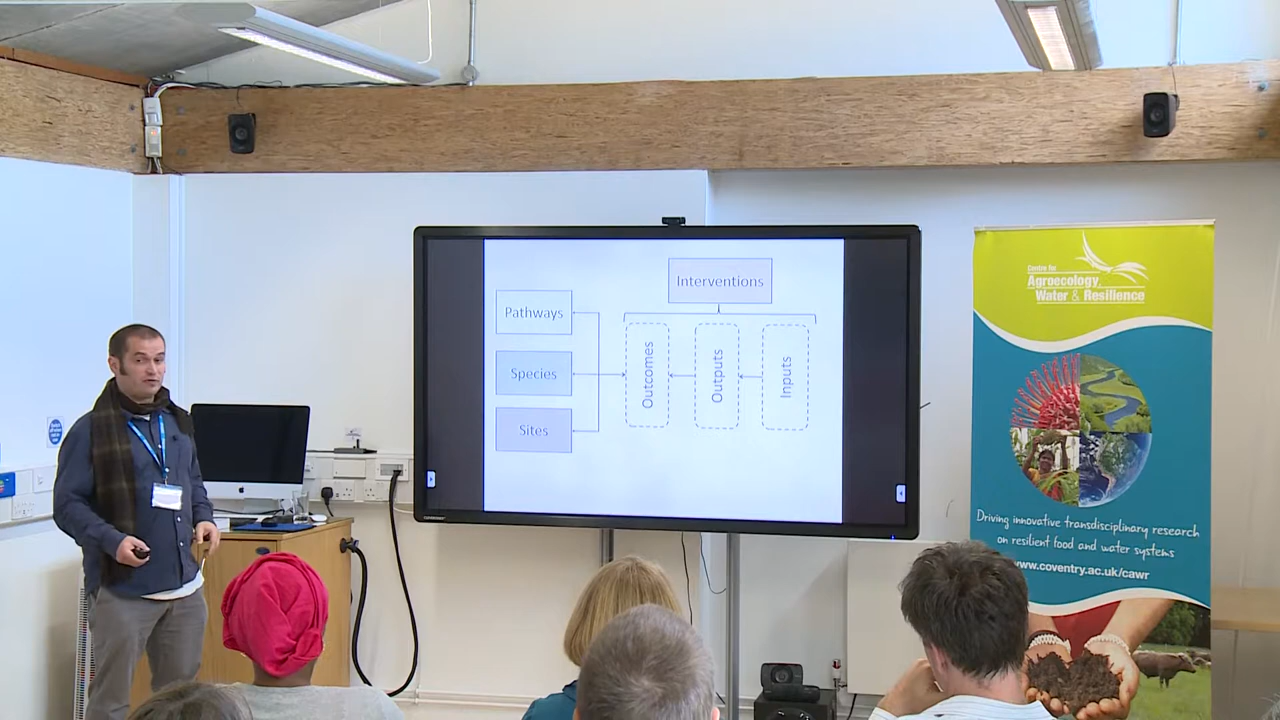 Interventions
Pathways
Species
Sites
Outcomes
Outputs
Inputs
Centre for
Agroecology,
Water & Resilience
Driving innovative transdisciplinary research
on resilient food and water systems
www.coventry.ac.uk/cawr